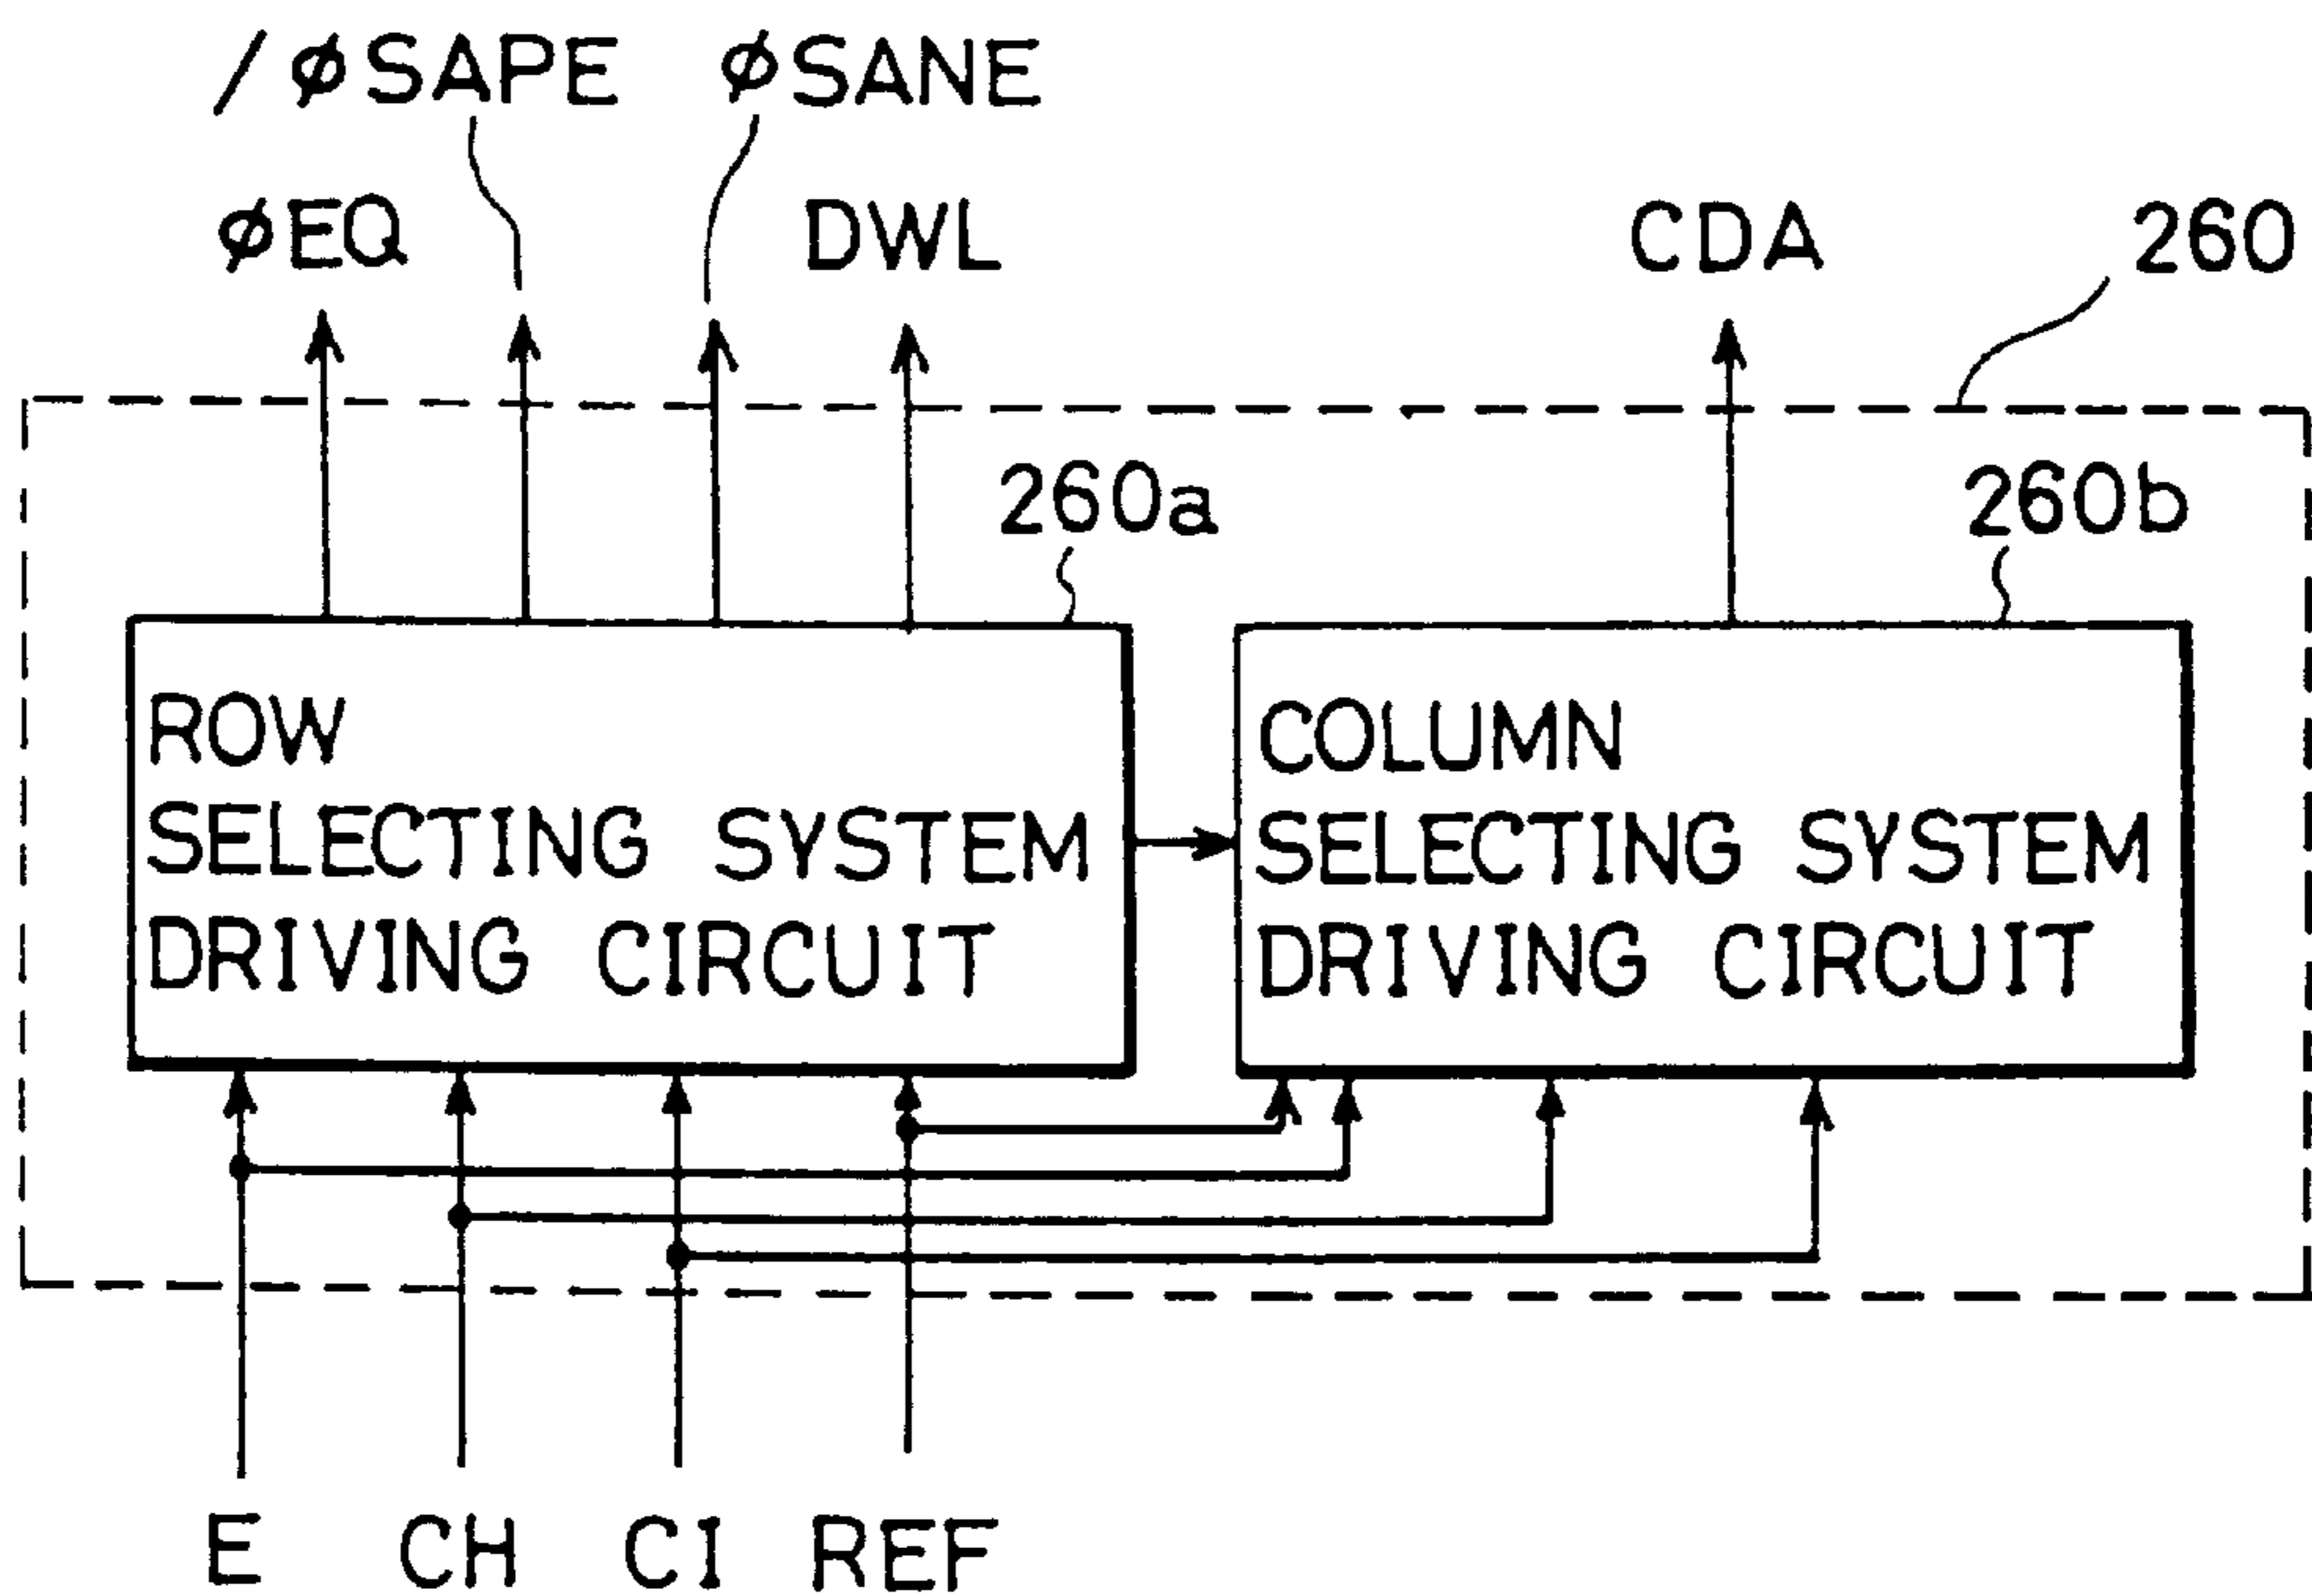 /φSAPE φSANE
φEQ DWL CDA 260
260a 260b
ROW
SELECTING SYSTEM
DRIVING CIRCUIT
COLUMN
SELECTING SYSTEM
DRIVING CIRCUIT
E CH CI REF